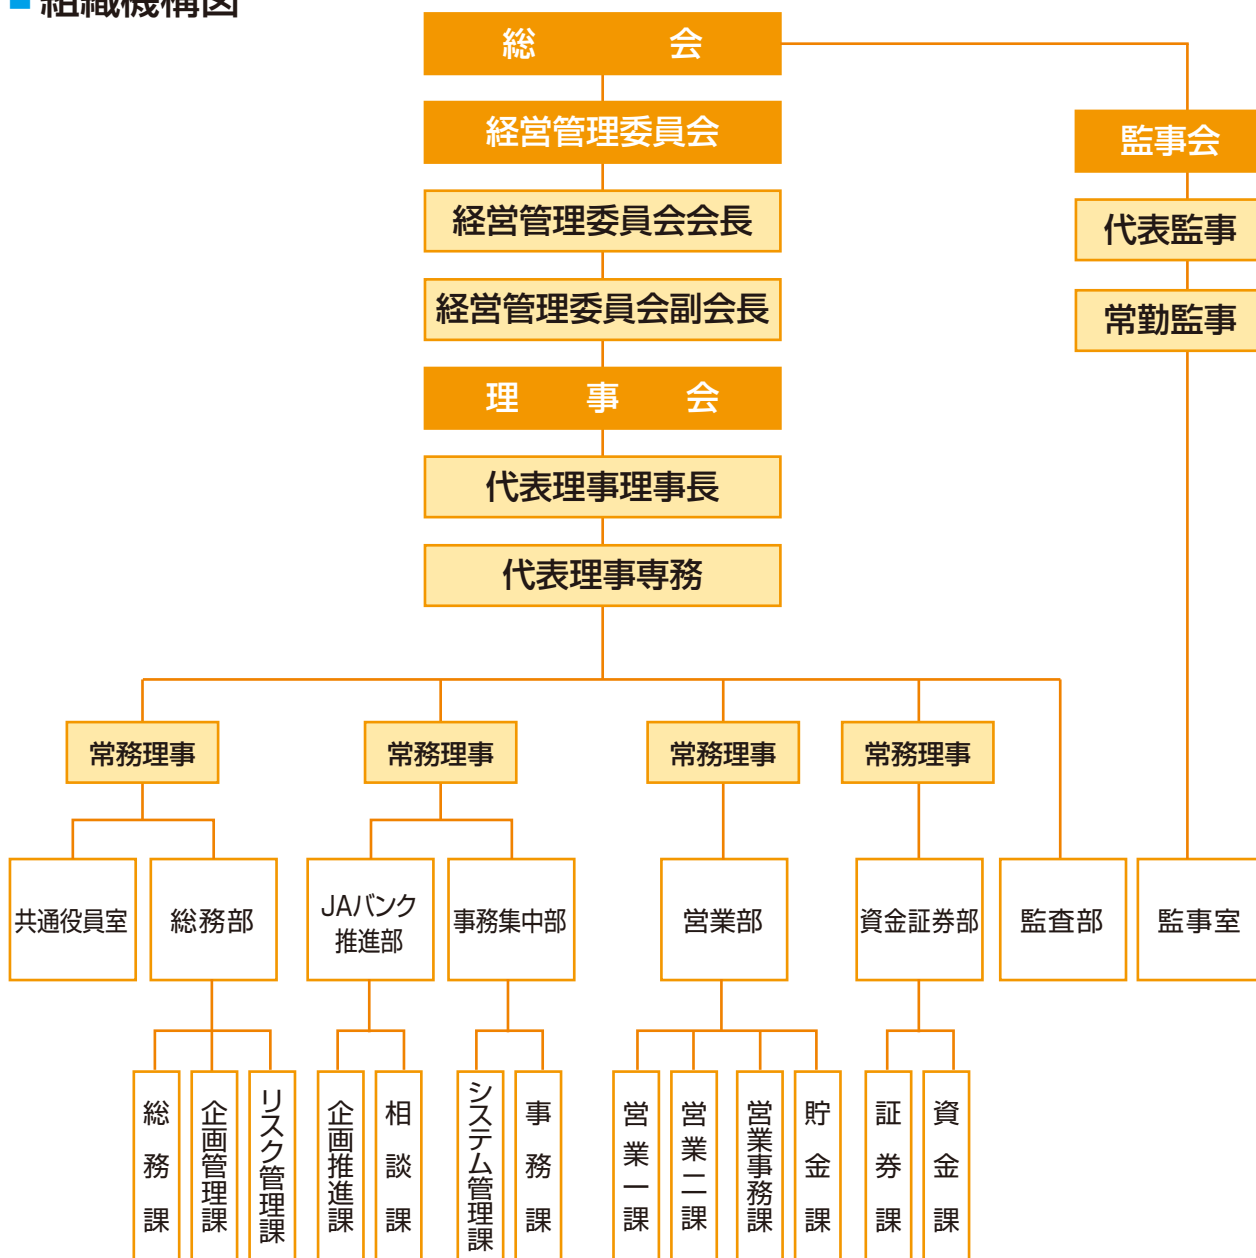 組織機構図
総会
経営管理委員会
監事会
経営管理委員会会長
代表監事
経営管理委員会副会長
常勤監事
理事会
代表理事理事長
代表理事専務
常務理事
常務理事
常務理事
常務理事
共通役員室
総務部
JAバンク
推進部
事務集中部
営業部
資金証券部
監査部
監事室
総務課
企画管理課
リスク管理課
企画推進課
相談課
システム管理課
事務課
営業一課
営業二課
営業事務課
貯金課
証券課
資金課